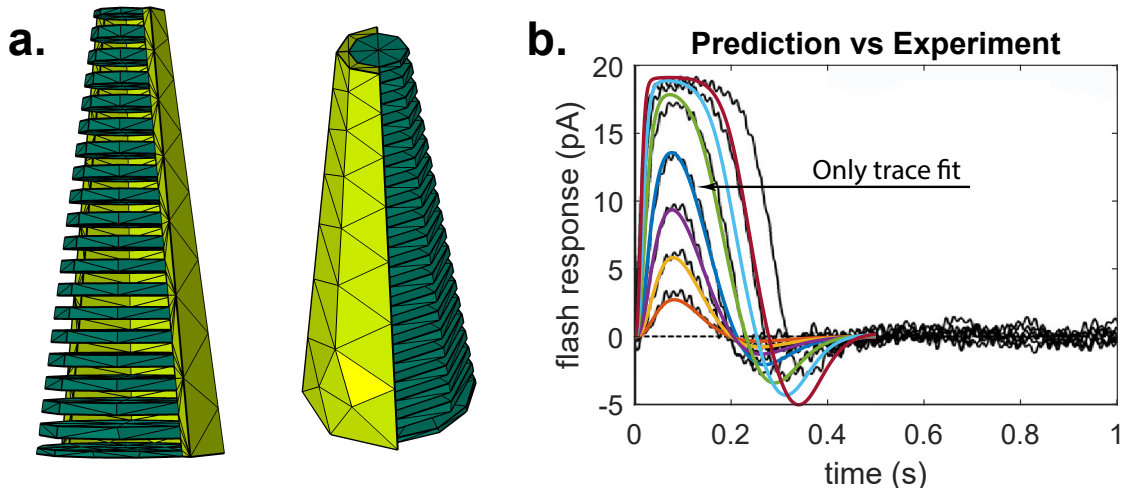 a.
b.
Prediction vs Experiment
flash response (pA)
20
15
10
5
0
-5
Only trace fit
0 0.2 0.4 0.6 0.8 1
time (s)